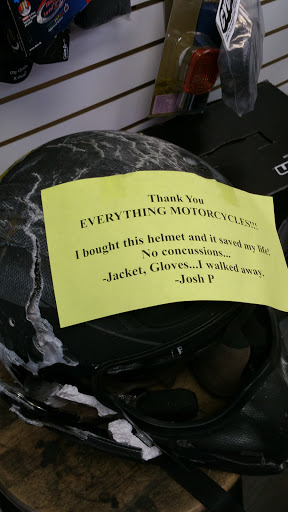 Thank You
EVERYTHING MOTORCYCLES!!!
I bought this helmet and it saved my life!
No concussions...
-Jacket, Gloves...I walked away.
-Josh P